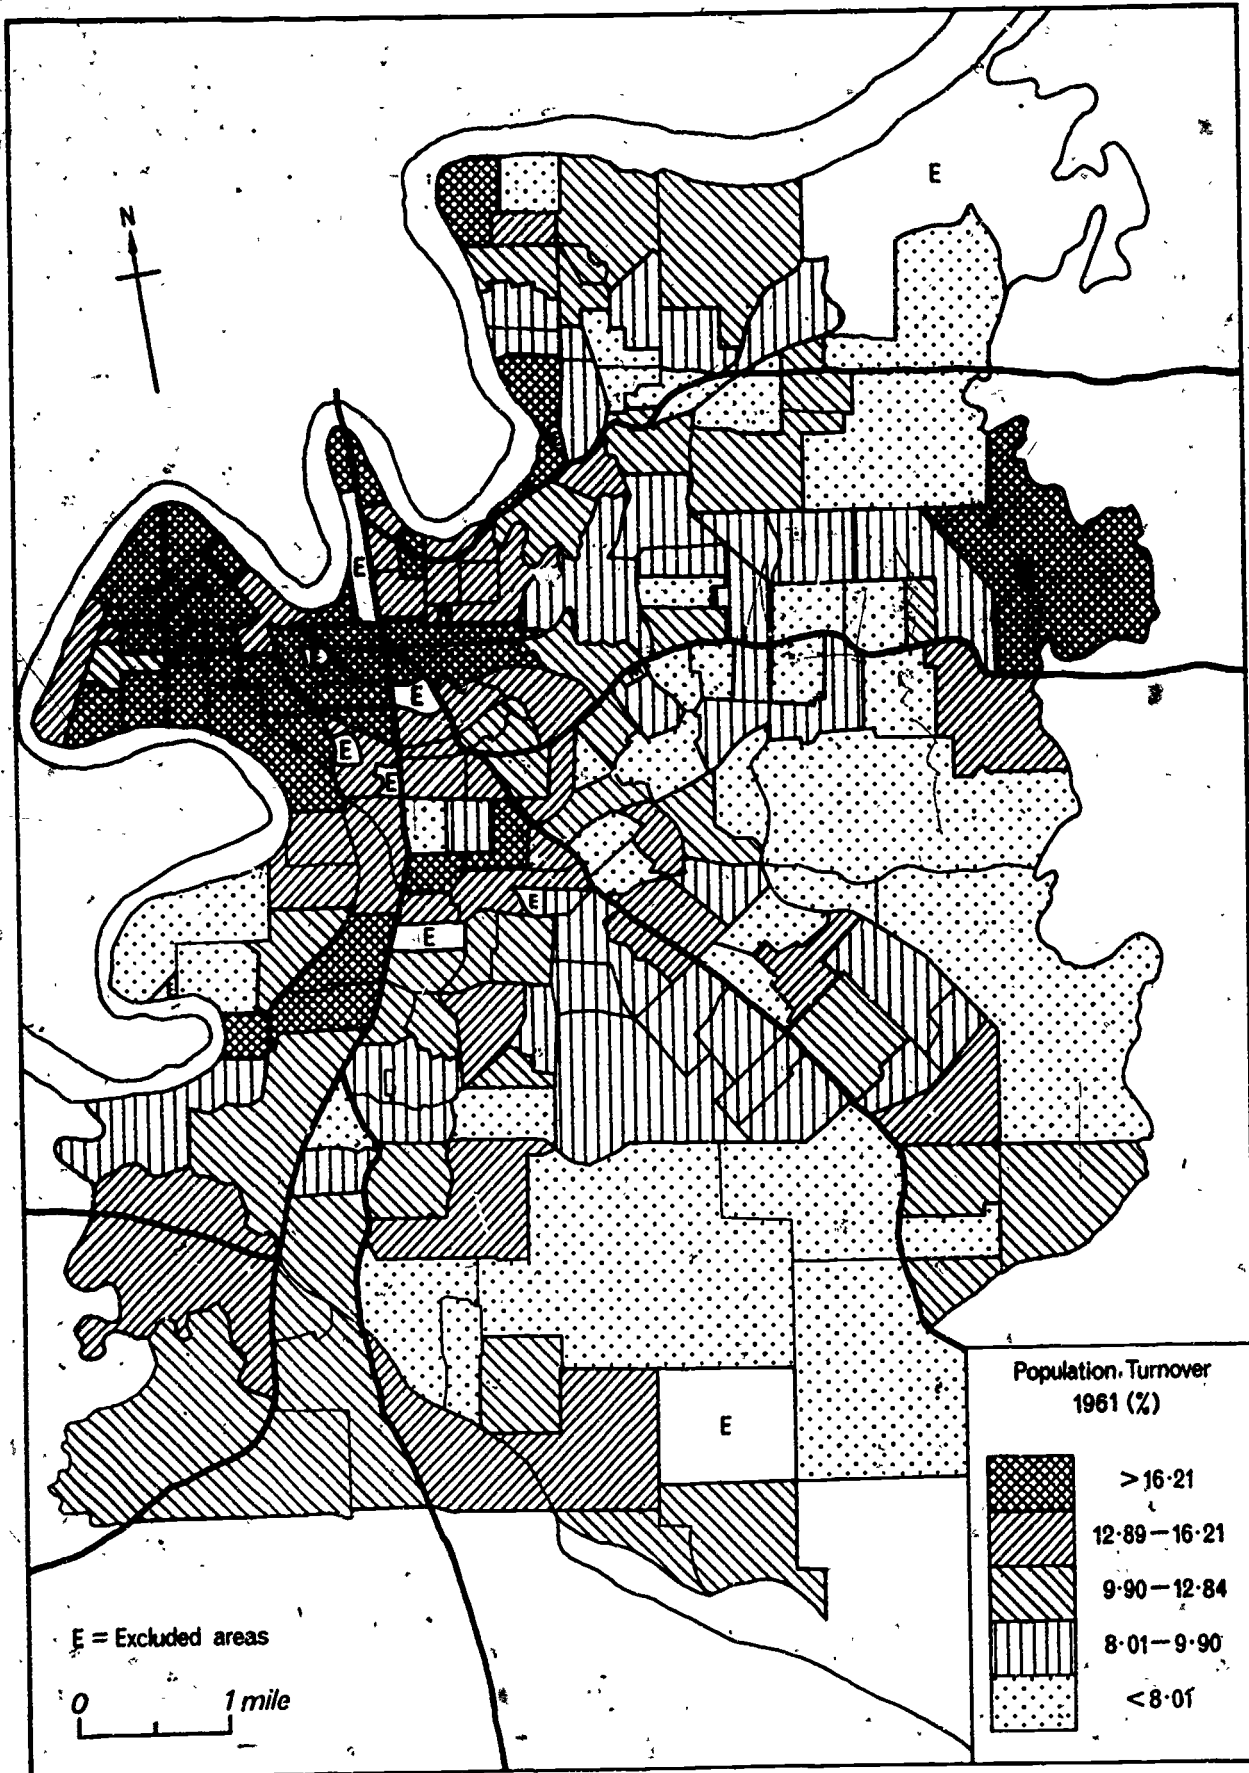 E
N
E
E
E
E
E
E
E
E
Population Turnover
1961 (%)
>16·21
12·89—16·21
9·90—12·84
8·01—9·90
<8·01
E = Excluded areas
0 1 mile